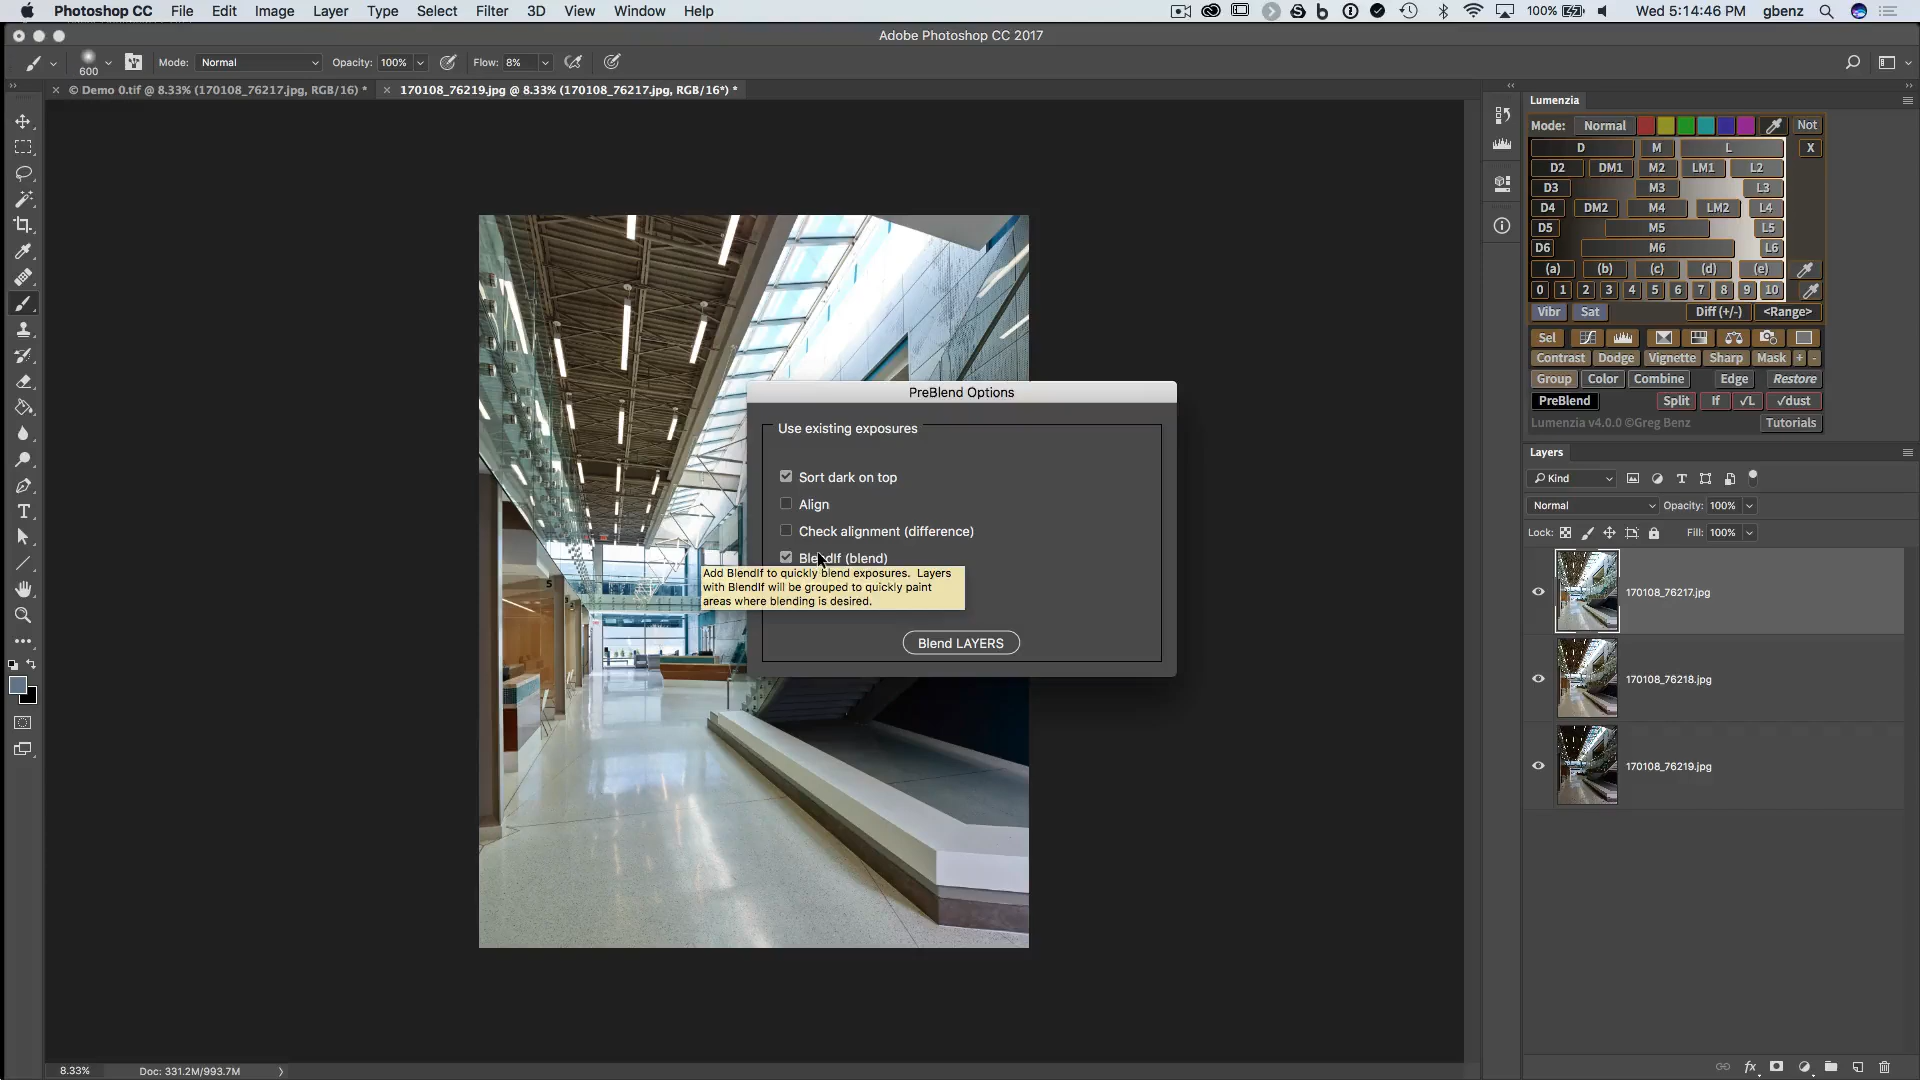 Photoshop CC File Edit Image Layer Type Select Filter 3D View Window Help 100% Wed 5:14:46 PM gbenz
Adobe Photoshop CC 2017
600 Mode: Normal Opacity: 100% Flow: 8%
© Demo 0.tif @ 8.33% (170108_76217.jpg, RGB/16) * 170108_76219.jpg @ 8.33% (170108_76217.jpg, RGB/16*) *
Lumenzia
Mode: Normal Not
D M L X
D2 DM1 M2 LM1 L2
D3 M3 L3
D4 DM2 M4 LM2 L4
D5 M5 L5
D6 M6 L6
(a) (b) (c) (d) (e)
0 1 2 3 4 5 6 7 8 9 10
Vibr Sat Diff (+/-) <Range>
Sel
Contrast Dodge Vignette Sharp Mask + -
Group Color Combine Edge Restore
PreBlend Split If √L √dust
Lumenzia v4.0.0 ©Greg Benz Tutorials
PreBlend Options
Use existing exposures
Sort dark on top
Align
Check alignment (difference)
BlendIf (blend)
Add BlendIf to quickly blend exposures. Layers
with BlendIf will be grouped to quickly paint
areas where blending is desired.
Blend LAYERS
5
Layers
Kind
Normal Opacity: 100%
Lock: Fill: 100%
170108_76217.jpg
170108_76218.jpg
170108_76219.jpg
8.33% Doc: 331.2M/993.7M